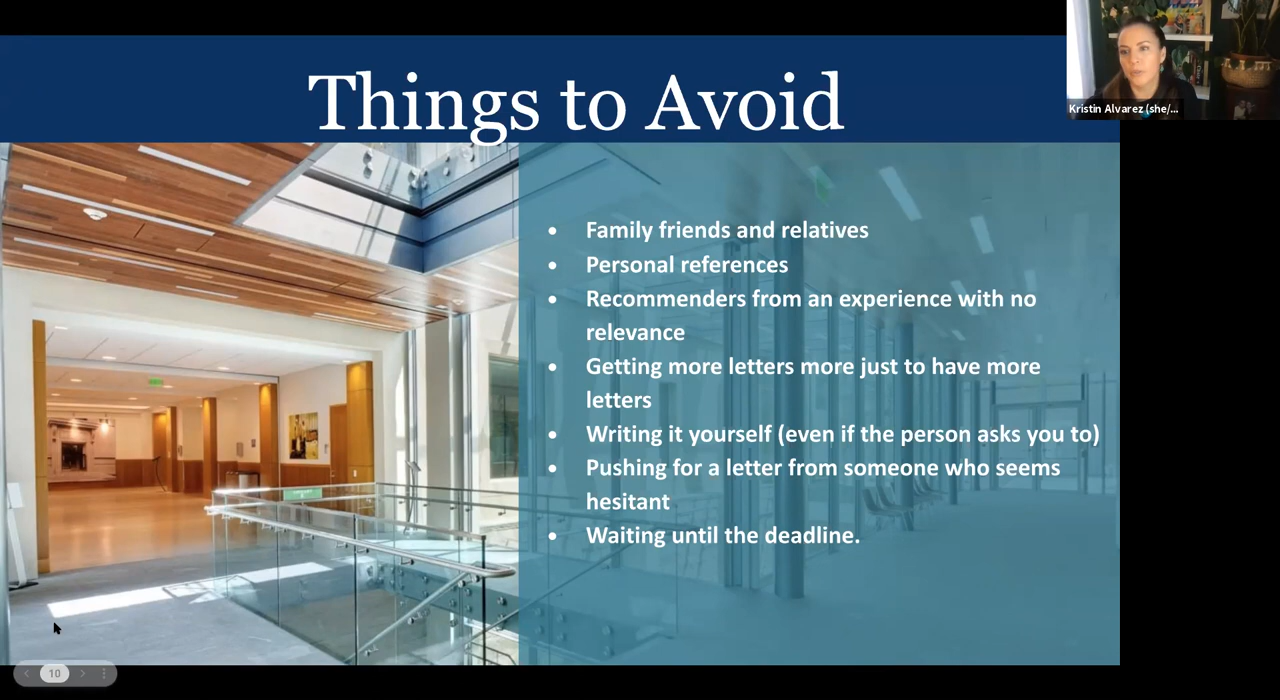 Things to Avoid
Kristin Alvarez (she/...
• Family friends and relatives
• Personal references
• Recommenders from an experience with no
relevance
• Getting more letters more just to have more
letters
• Writing it yourself (even if the person asks you to)
• Pushing for a letter from someone who seems
hesitant
• Waiting until the deadline.
10